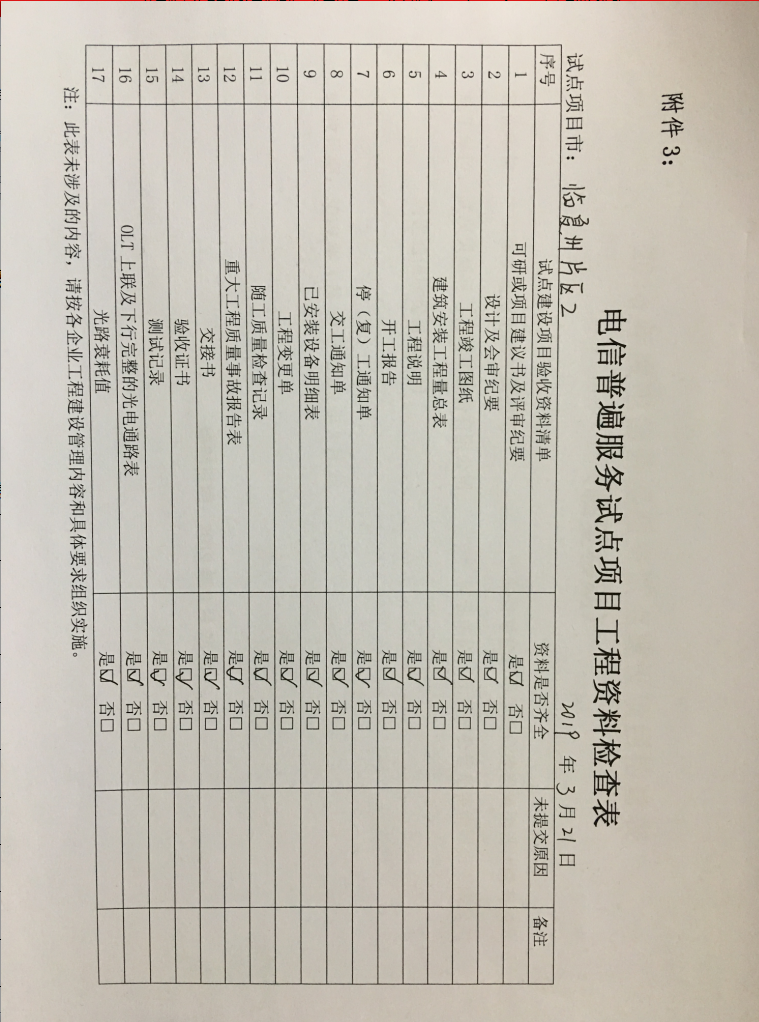 附件3：
电信普遍服务试点项目工程资料检查表
试点项目市：临夏州片区2 2019年3月21日
序号 试点建设项目验收资料清单 资料是否齐全 未提交原因 备注
1 可研或项目建议书及评审纪要 是☑ 否□
2 设计及会审纪要 是☑ 否□
3 工程竣工图纸 是☑ 否□
4 建筑安装工程量总表 是☑ 否□
5 工程说明 是☑ 否□
6 开工报告 是☑ 否□
7 停（复）工通知单 是☑ 否□
8 交工通知单 是☑ 否□
9 已安装设备明细表 是☑ 否□
10 工程变更单 是☑ 否□
11 随工质量检查记录 是☑ 否□
12 重大工程质量事故报告表 是☑ 否□
13 交接书 是☑ 否□
14 验收证书 是☑ 否□
15 测试记录 是☑ 否□
16 OLT上联及下行完整的光电通路表 是☑ 否□
17 光路衰耗值 是☑ 否□
注：此表未涉及的内容，请按各企业工程建设管理内容和具体要求组织实施。